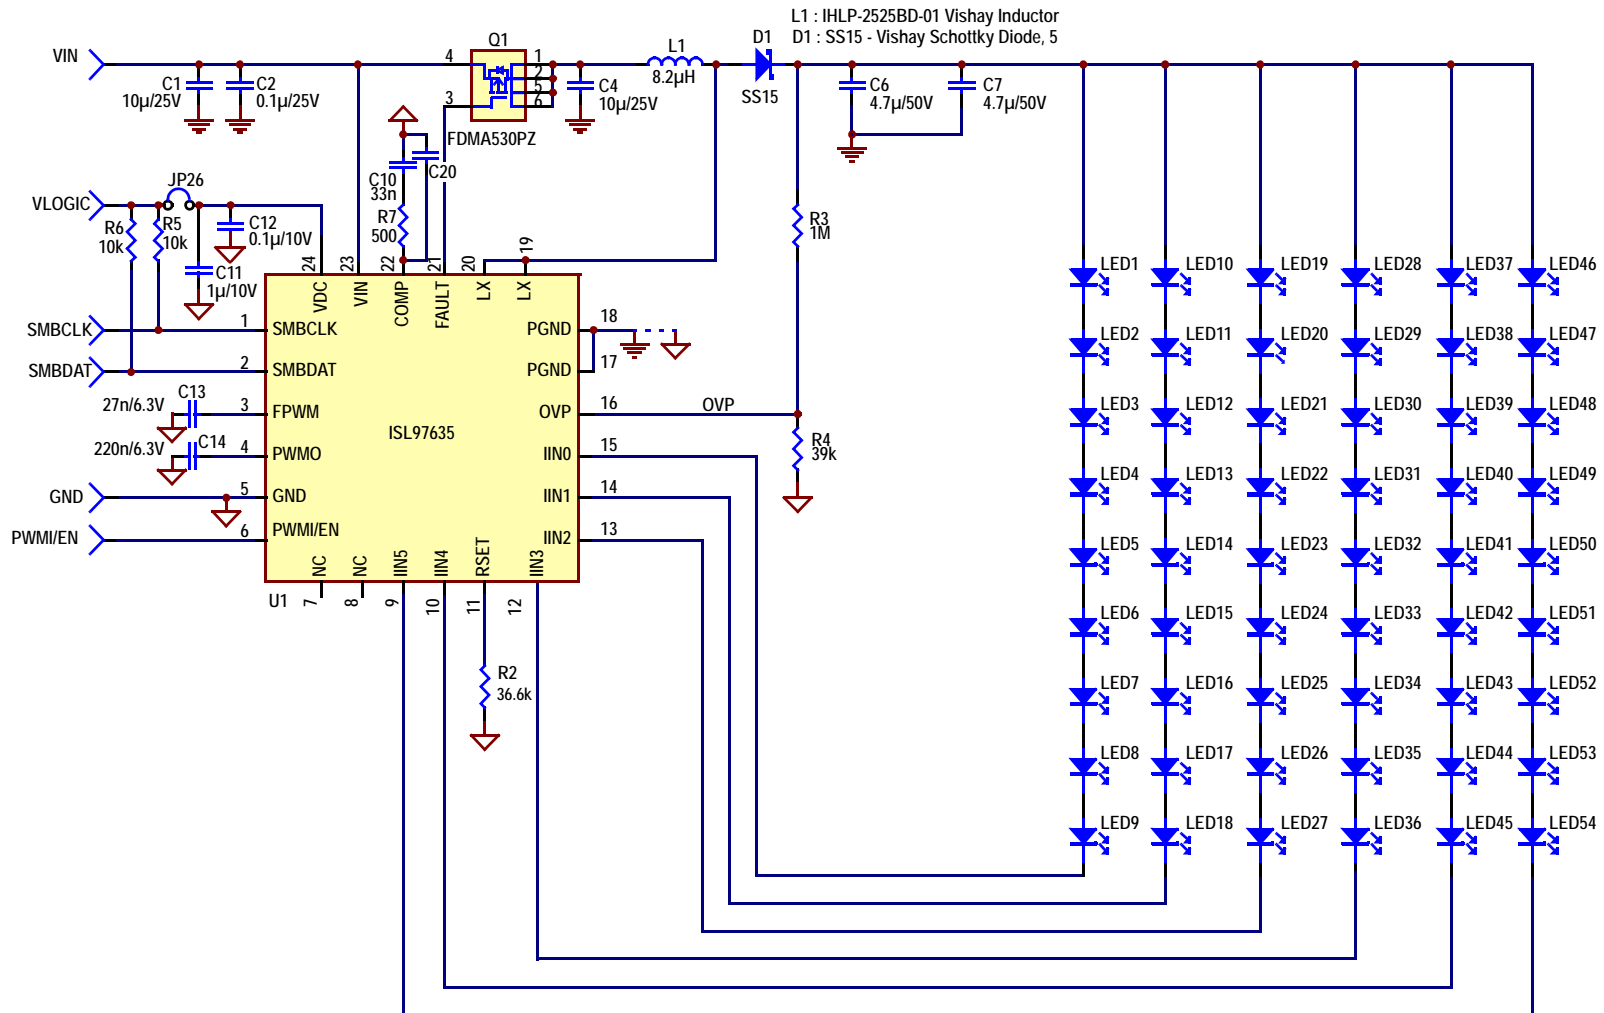 L1 : IHLP-2525BD-01 Vishay Inductor
D1 : SS15 - Vishay Schottky Diode, 5
VIN
C1
10µ/25V
C2
0.1µ/25V
4
Q1
3
1
2
5
6
FDMA530PZ
C4
10µ/25V
L1
8.2µH
D1
SS15
C6
4.7µ/50V
C7
4.7µ/50V
C10
33n
C20
R7
500
VLOGIC
JP26
R6
10k
R5
10k
C12
0.1µ/10V
C11
1µ/10V
R3
1M
24
23
22
21
20
19
VDC
VIN
COMP
FAULT
LX
LX
SMBCLK
1
SMBCLK
SMBDAT
2
SMBDAT
27n/6.3V
C13
3
FPWM
220n/6.3V
C14
4
PWMO
GND
5
GND
PWMI/EN
6
PWMI/EN
ISL97635
PGND
18
PGND
17
OVP
16
OVP
IIN0
15
IIN1
14
IIN2
13
R4
39k
NC
NC
IIN5
IIN4
RSET
IIN3
U1
7
8
9
10
11
12
R2
36.6k
LED1
LED10
LED19
LED28
LED37
LED46
LED2
LED11
LED20
LED29
LED38
LED47
LED3
LED12
LED21
LED30
LED39
LED48
LED4
LED13
LED22
LED31
LED40
LED49
LED5
LED14
LED23
LED32
LED41
LED50
LED6
LED15
LED24
LED33
LED42
LED51
LED7
LED16
LED25
LED34
LED43
LED52
LED8
LED17
LED26
LED35
LED44
LED53
LED9
LED18
LED27
LED36
LED45
LED54